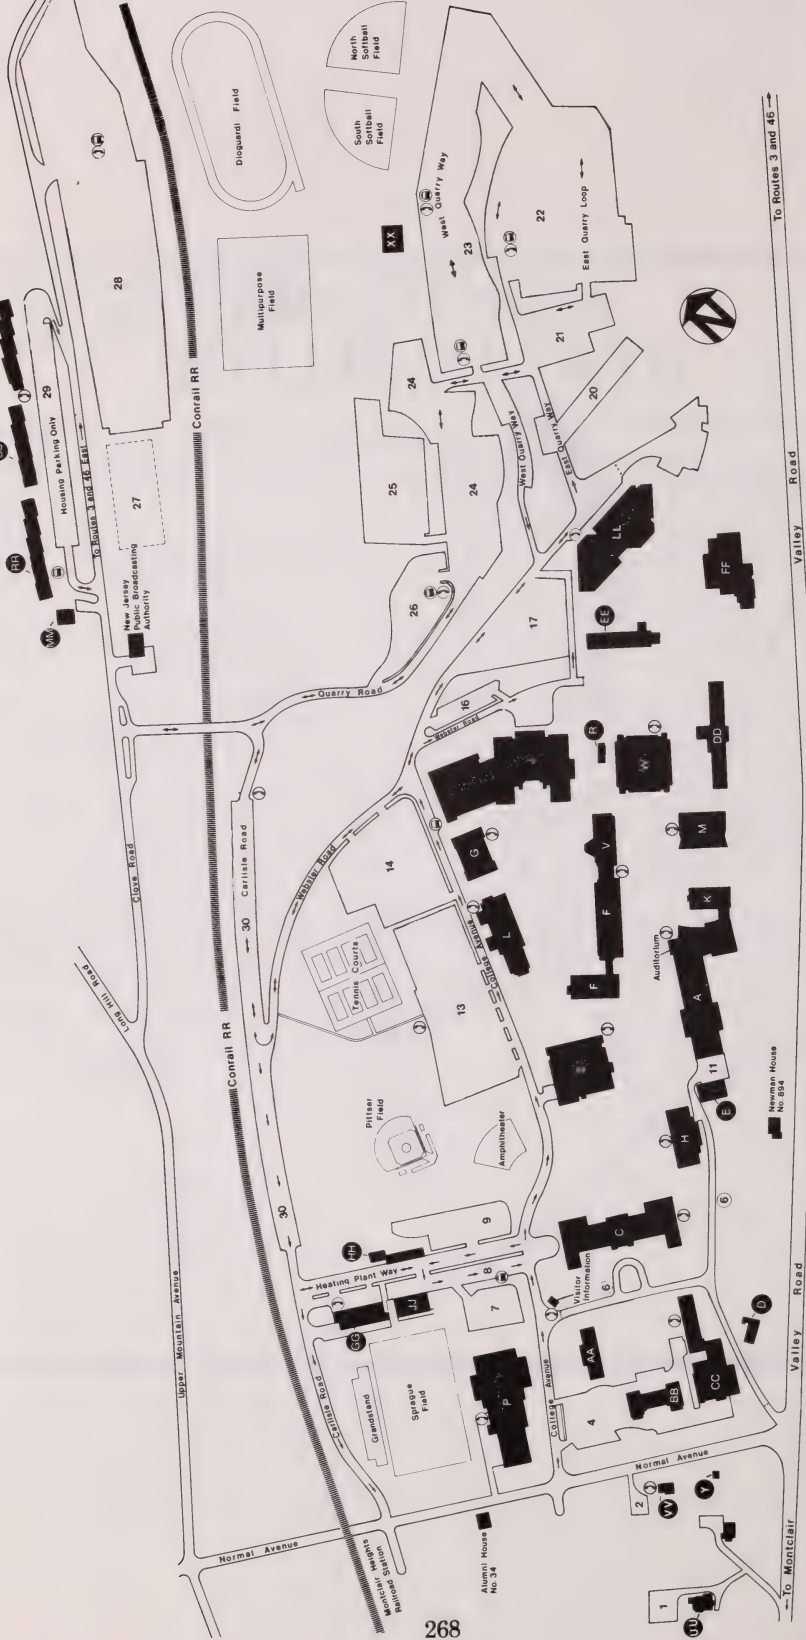 North
Softball
Field
South
Softball
Field
Dioguardi Field
Multipurpose
Field
28
29
Housing Parking Only
To Routes 3 and 46 East
27
New Jersey
Public Broadcasting
Authority
RR
MM
XX
West Quarry Way
23
22
East Quarry Loop
21
20
24
24
25
26
West Quarry Way
East Quarry Way
To Routes 3 and 46
N
Conrail RR
Conrail RR
Quarry Road
Clove Road
Long Hill Road
Upper Mountain Avenue
Carlisle Road
30
30
Webster Road
Webster Road
16
17
LL
FF
EE
DD
R
W
M
K
V
F
F
G
L
14
13
Tennis Courts
College Avenue
Auditorium
A
11
E
H
Newman House
No. 894
Pittser
Field
Amphitheater
9
8
7
HH
Heating Plant Way
GG
JJ
C
6
6
Visitor
Information
D
Valley Road
Valley Road
Grandstand
Sprague
Field
Carlisle Road
P
AA
BB
CC
4
College Avenue
Normal Avenue
Normal Avenue
Montclair Heights
Railroad Station
Alumni House
No. 34
2
VV
Y
1
UU
To Montclair
268